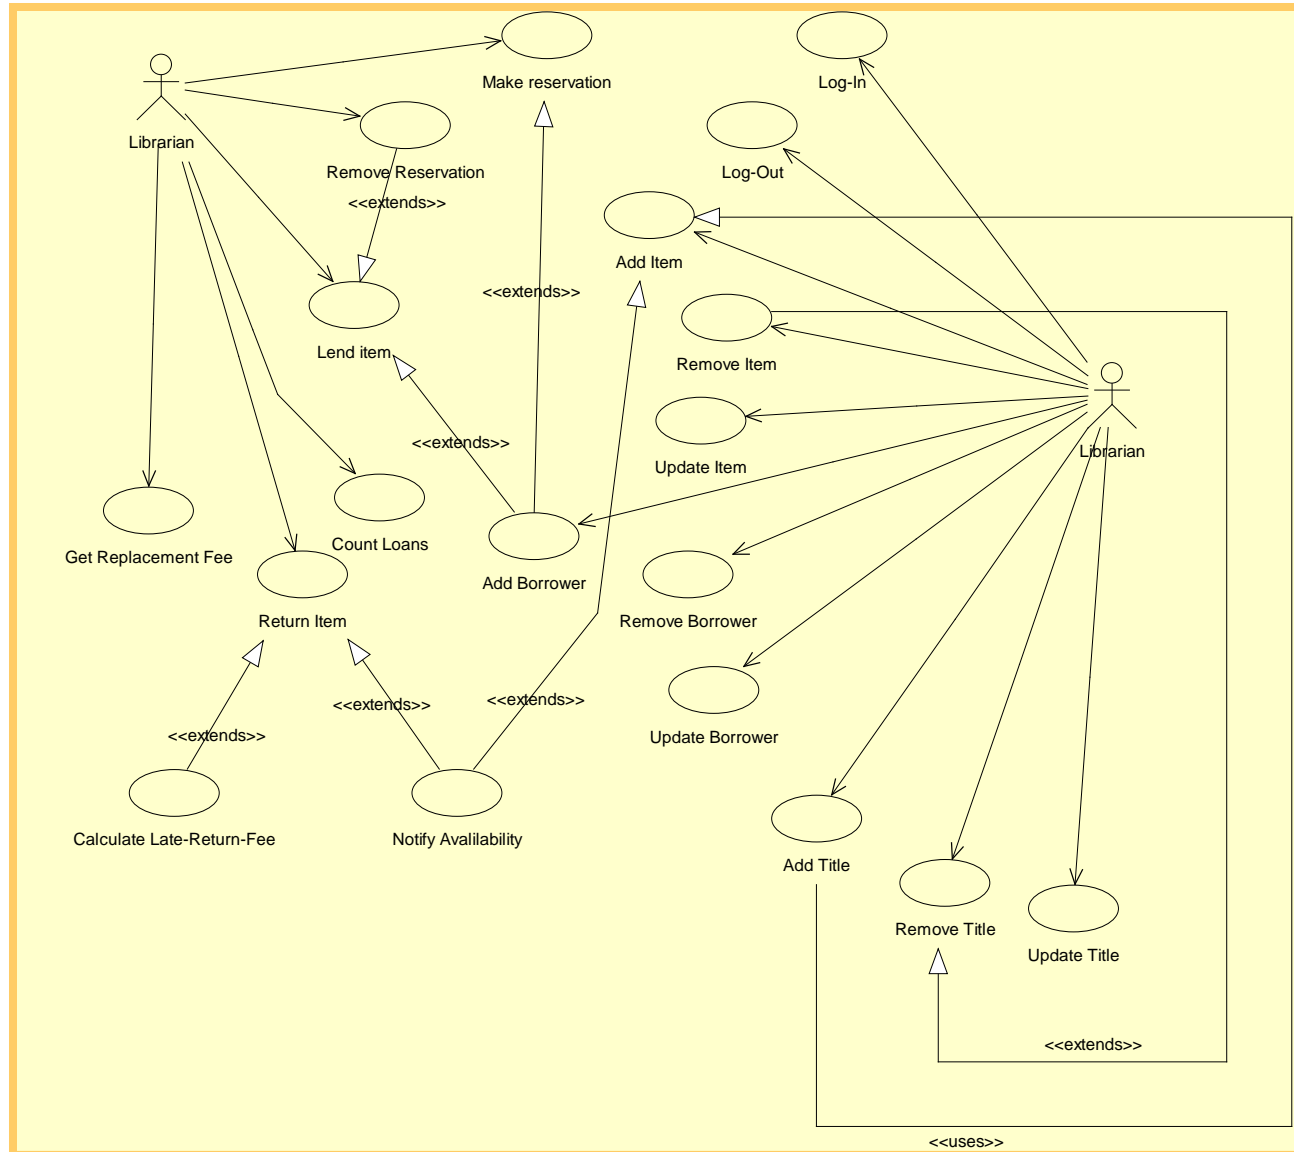 Make reservation
Log-In
Librarian
Remove Reservation
Log-Out
<<extends>>
Add Item
<<extends>>
Lend item
Remove Item
<<extends>>
Update Item
Librarian
Get Replacement Fee
Count Loans
Add Borrower
Return Item
Remove Borrower
<<extends>>
<<extends>>
<<extends>>
Update Borrower
Calculate Late-Return-Fee
Notify Avalilability
Add Title
Remove Title
Update Title
<<extends>>
<<uses>>